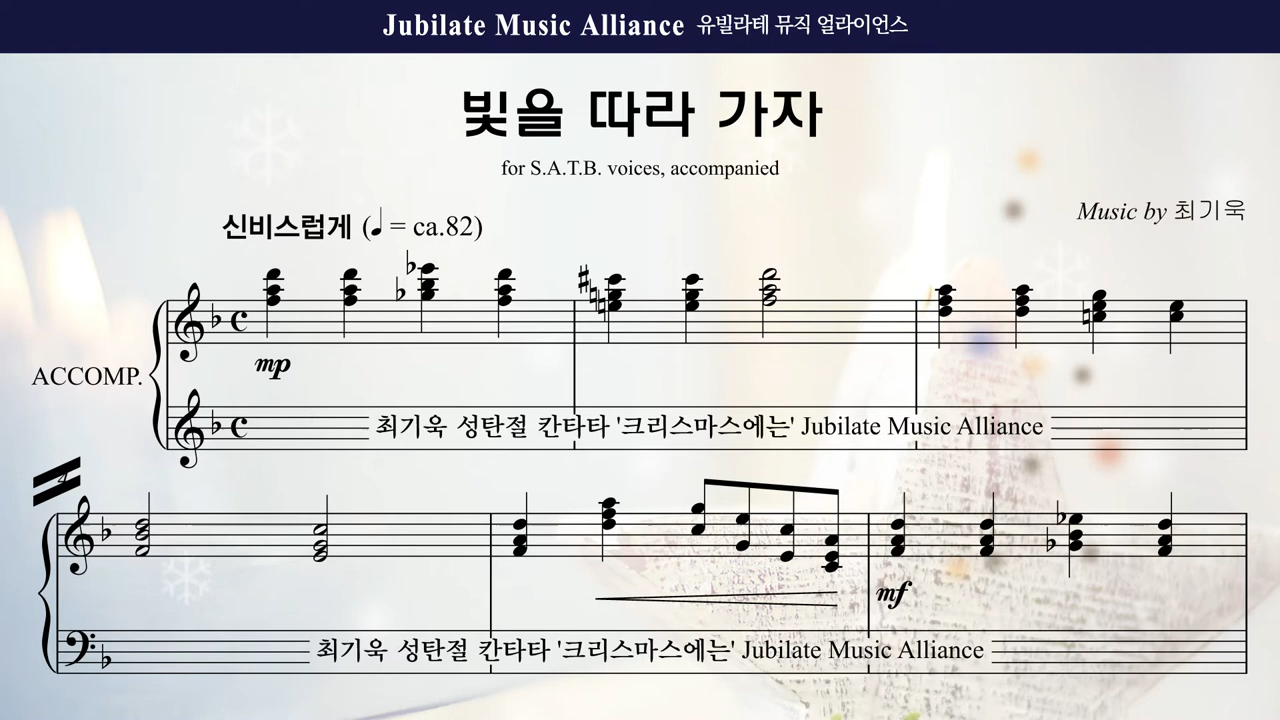 Jubilate Music Alliance 유빌라테 뮤직 얼라이언스
빛을 따라 가자
for S.A.T.B. voices, accompanied
Music by 최기욱
신비스럽게 (♩ = ca.82)
mp
ACCOMP.
최기욱 성탄절 칸타타 '크리스마스에는' Jubilate Music Alliance
4
mf
최기욱 성탄절 칸타타 '크리스마스에는' Jubilate Music Alliance